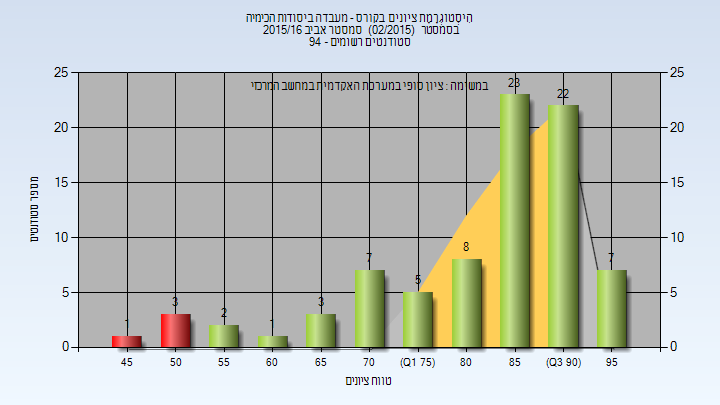 היסטוגרמת ציונים בקורס - מעבדה ביסודות הכימיה
בסמסטר (02/2015) סמסטר אביב 2015/16
סטודנטים רשומים - 94
במשימה : ציון סופי במערכת האקדמית במחשב המרכזי
25 25
20 20
15 15
10 10
5 5
0 0
מספר סטודנטים
1 3 2 1 3 7 5 8 23 22 7
45 50 55 60 65 70 (Q1 75) 80 85 (Q3 90) 95
טווח ציונים